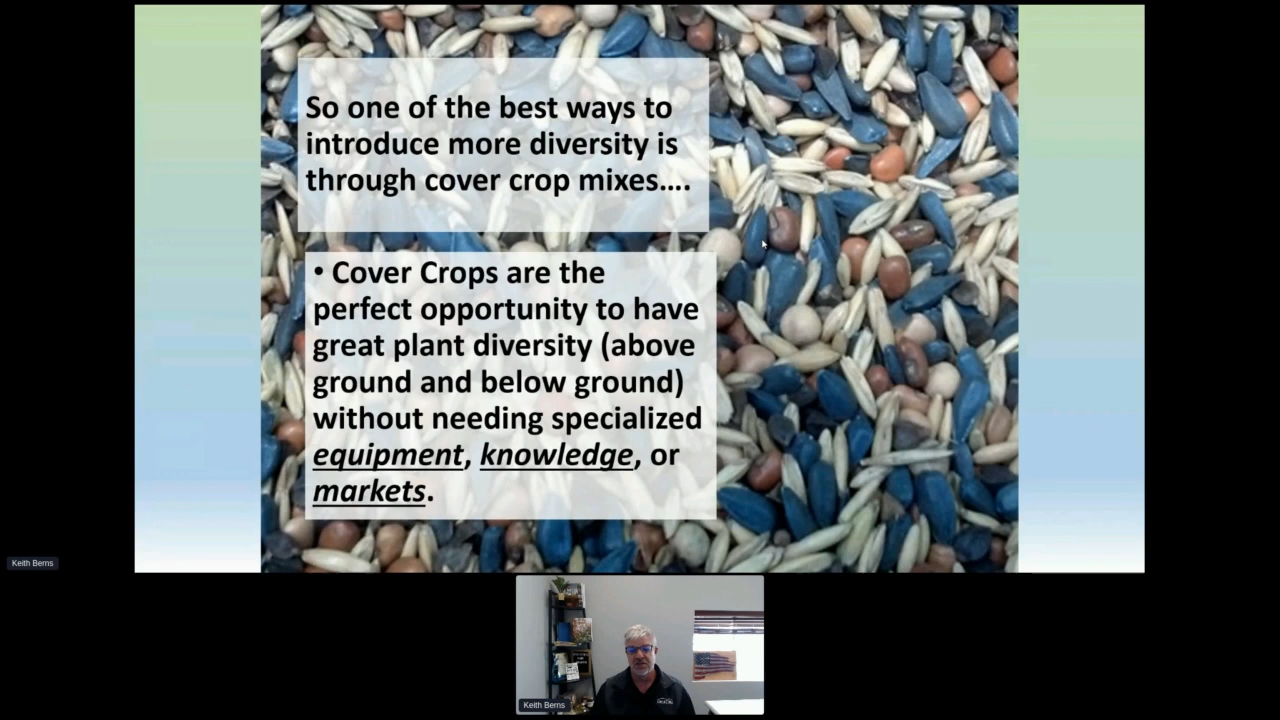 So one of the best ways to
introduce more diversity is
through cover crop mixes....
• Cover Crops are the
perfect opportunity to have
great plant diversity (above
ground and below ground)
without needing specialized
equipment, knowledge, or
markets.
Keith Berns
Keith Berns